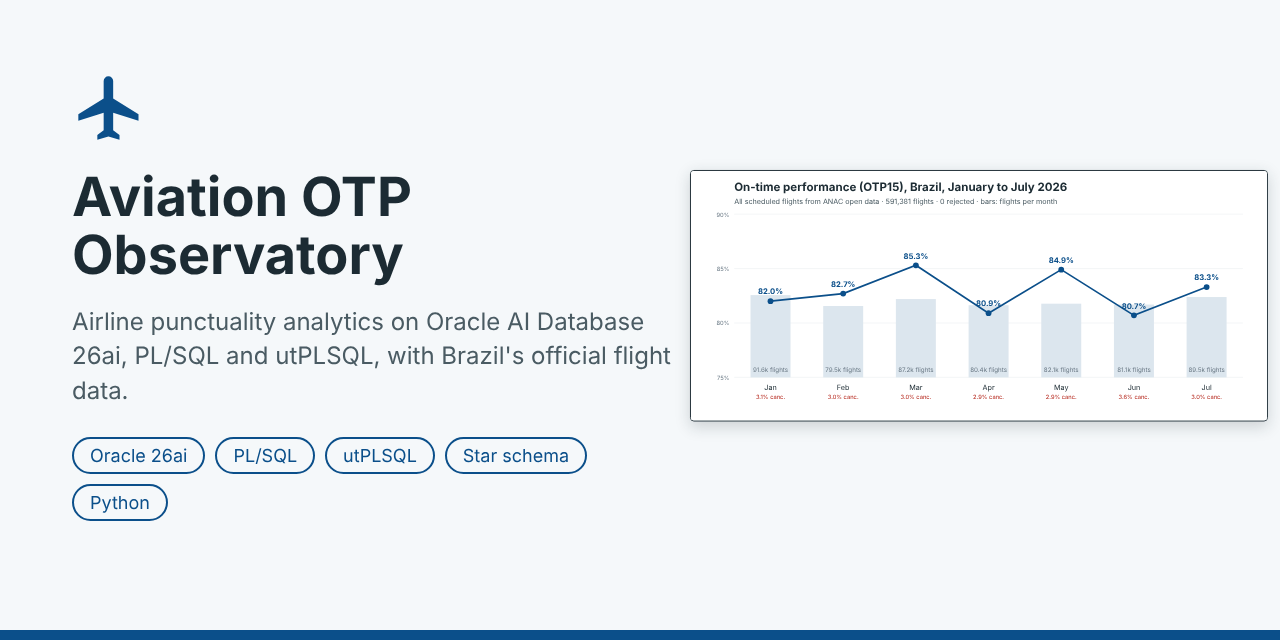 Aviation OTP
Observatory
Airline punctuality analytics on Oracle AI Database
26ai, PL/SQL and utPLSQL, with Brazil's official flight
data.
Oracle 26ai
PL/SQL
utPLSQL
Star schema
Python
On-time performance (OTP15), Brazil, January to July 2026
All scheduled flights from ANAC open data · 591,381 flights · 0 rejected · bars: flights per month
90%
85%
80%
75%
82.0%
82.7%
85.3%
80.9%
84.9%
80.7%
83.3%
91.6k flights
79.5k flights
87.2k flights
80.4k flights
82.1k flights
81.1k flights
89.5k flights
Jan
Feb
Mar
Apr
May
Jun
Jul
3.1% canc.
3.0% canc.
3.0% canc.
2.9% canc.
2.9% canc.
3.6% canc.
3.0% canc.